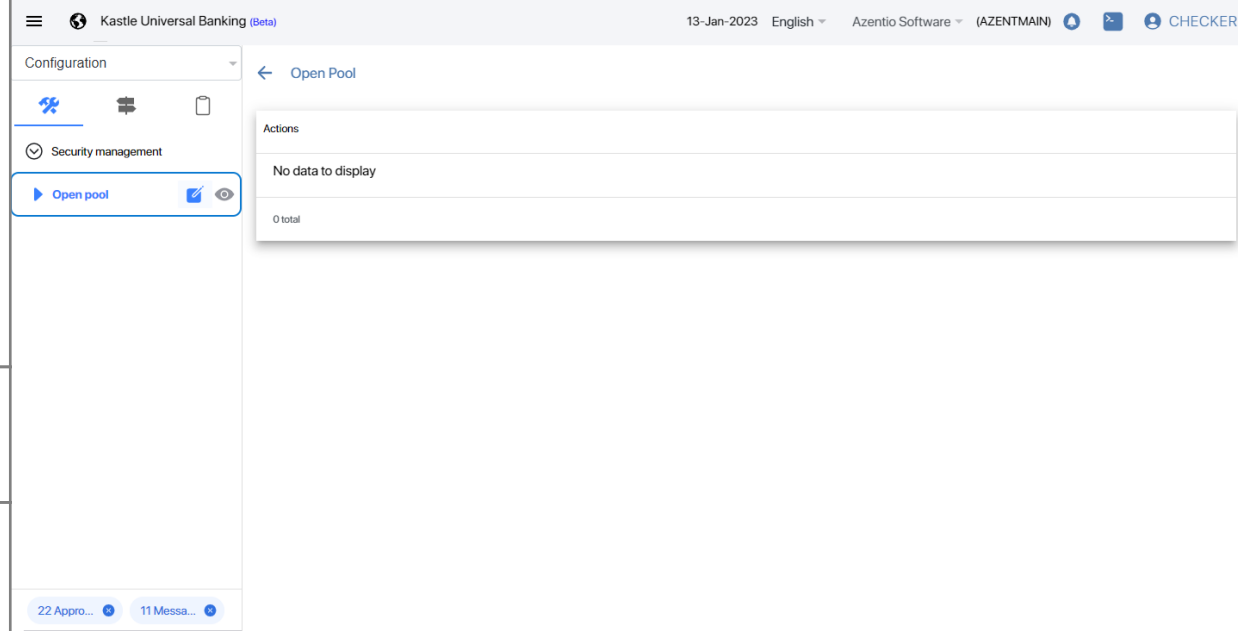 Kastle Universal Banking (Beta)
13-Jan-2023 English Azentio Software (AZENTMAIN) CHECKER
Configuration
Open Pool
Security management
Open pool
Actions
No data to display
0 total
22 Appro... 11 Messa...